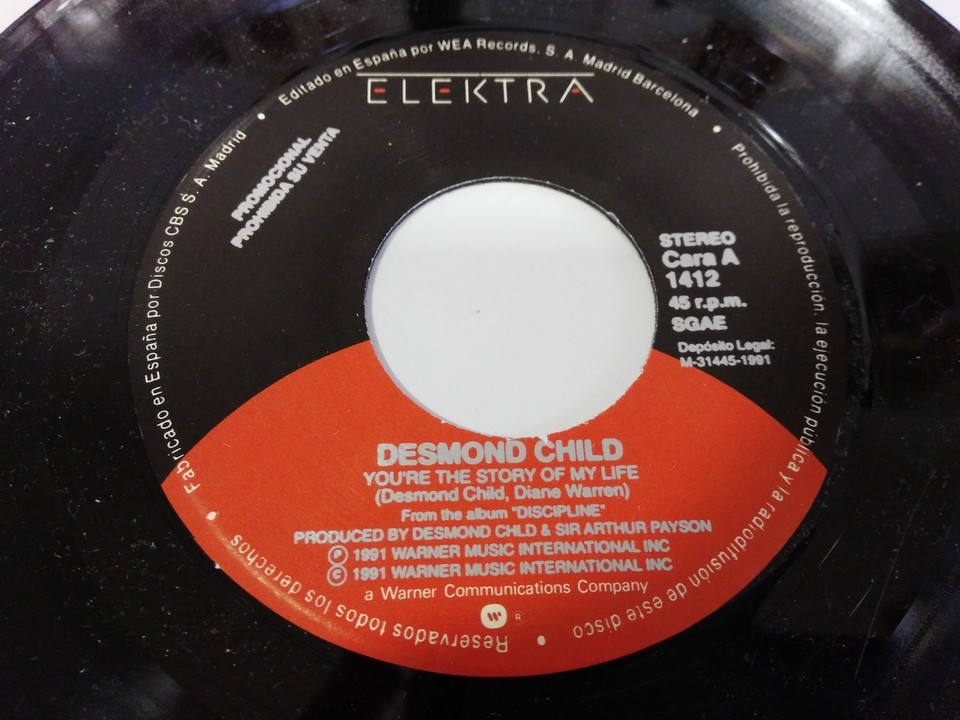 Fabricado en España por Discos CBS S. A. Madrid • Editado en España por WEA Records. S. A. Madrid Barcelona • Prohibida la reproducción. la ejecución pública y la radiodifusión de este disco • Reservados todos los derechos •
ELEKTRA
PROMOCIONAL
PROHIBIDA SU VENTA
STEREO
Cara A
1412
45 r.p.m.
SGAE
Depósito Legal:
M-31445-1991
DESMOND CHILD
YOU'RE THE STORY OF MY LIFE
(Desmond Child, Diane Warren)
From the album "DISCIPLINE"
PRODUCED BY DESMOND CHLD & SIR ARTHUR PAYSON
Ⓟ 1991 WARNER MUSIC INTERNATIONAL INC
© 1991 WARNER MUSIC INTERNATIONAL INC
a Warner Communications Company
W ®